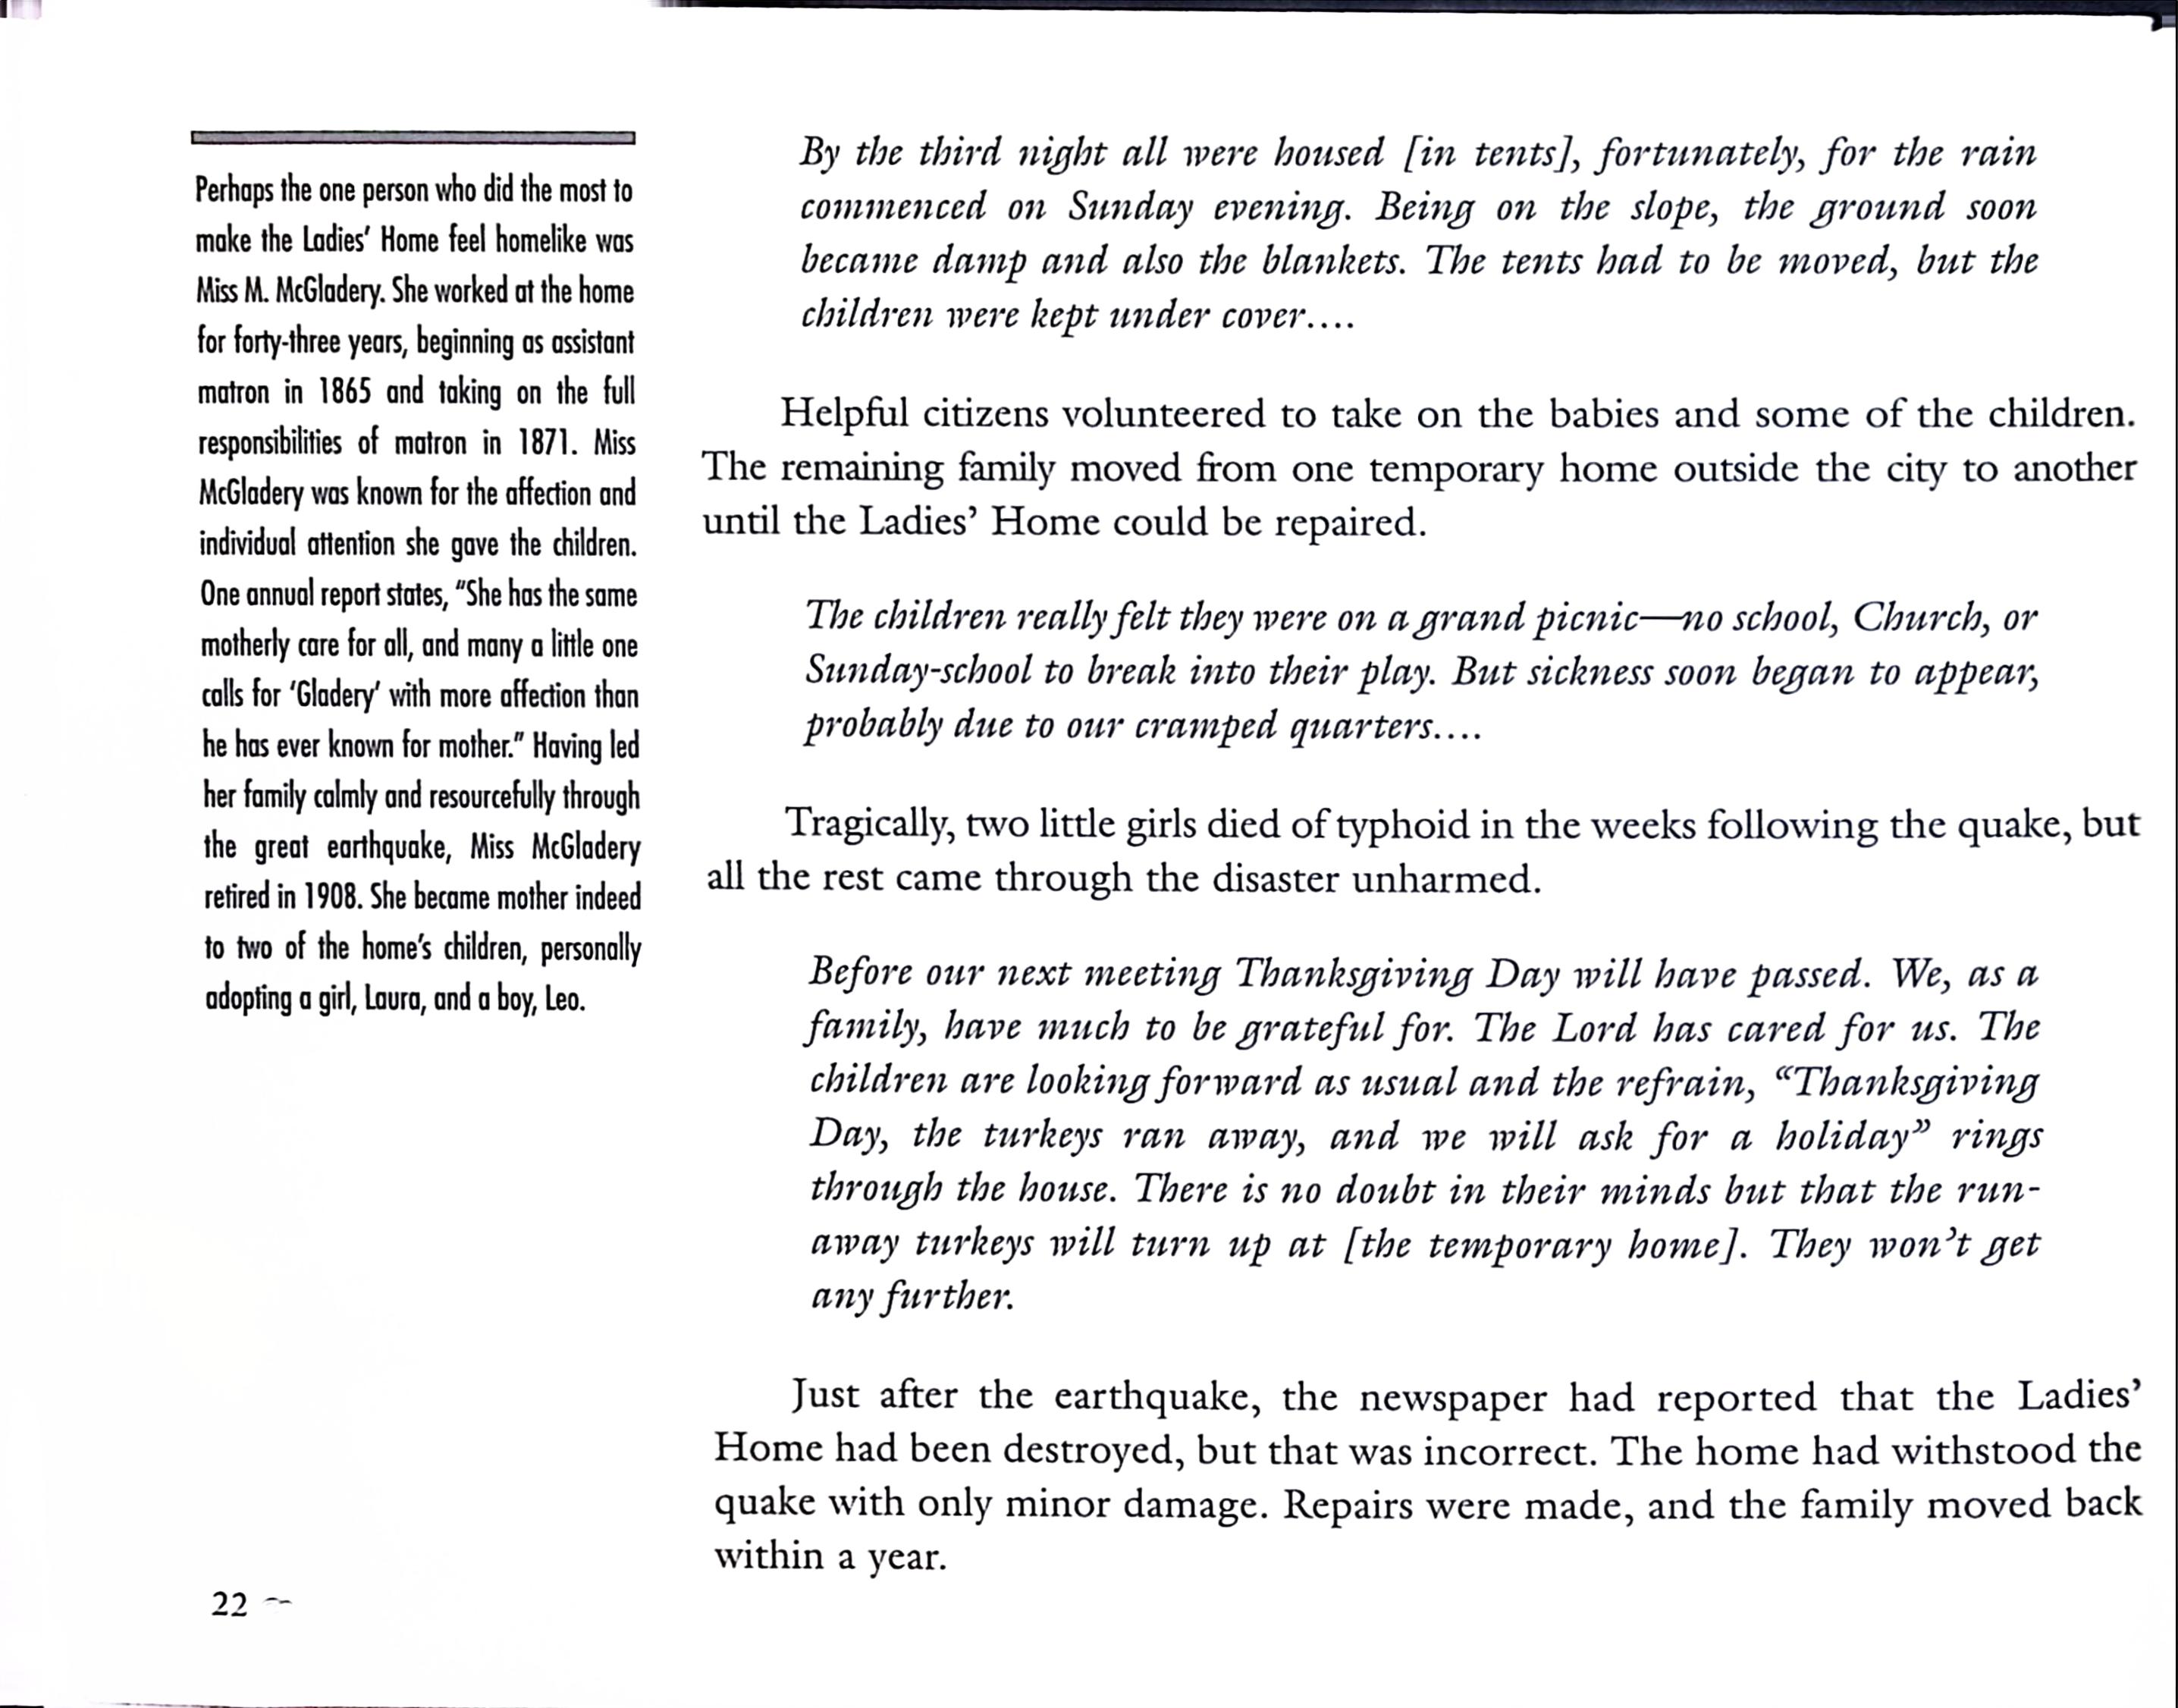 Perhaps the one person who did the most to
make the Ladies' Home feel homelike was
Miss M. McGladery. She worked at the home
for forty-three years, beginning as assistant
matron in 1865 and taking on the full
responsibilities of matron in 1871. Miss
McGladery was known for the affection and
individual attention she gave the children.
One annual report states, “She has the same
motherly care for all, and many a little one
calls for ‘Gladery’ with more affection than
he has ever known for mother.” Having led
her family calmly and resourcefully through
the great earthquake, Miss McGladery
retired in 1908. She became mother indeed
to two of the home's children, personally
adopting a girl, Laura, and a boy, Leo.
By the third night all were housed [in tents], fortunately, for the rain
commenced on Sunday evening. Being on the slope, the ground soon
became damp and also the blankets. The tents had to be moved, but the
children were kept under cover....
Helpful citizens volunteered to take on the babies and some of the children.
The remaining family moved from one temporary home outside the city to another
until the Ladies’ Home could be repaired.
The children really felt they were on a grand picnic—no school, Church, or
Sunday-school to break into their play. But sickness soon began to appear,
probably due to our cramped quarters....
Tragically, two little girls died of typhoid in the weeks following the quake, but
all the rest came through the disaster unharmed.
Before our next meeting Thanksgiving Day will have passed. We, as a
family, have much to be grateful for. The Lord has cared for us. The
children are looking forward as usual and the refrain, “Thanksgiving
Day, the turkeys ran away, and we will ask for a holiday” rings
through the house. There is no doubt in their minds but that the run-
away turkeys will turn up at [the temporary home]. They won’t get
any further.
Just after the earthquake, the newspaper had reported that the Ladies’
Home had been destroyed, but that was incorrect. The home had withstood the
quake with only minor damage. Repairs were made, and the family moved back
within a year.
22